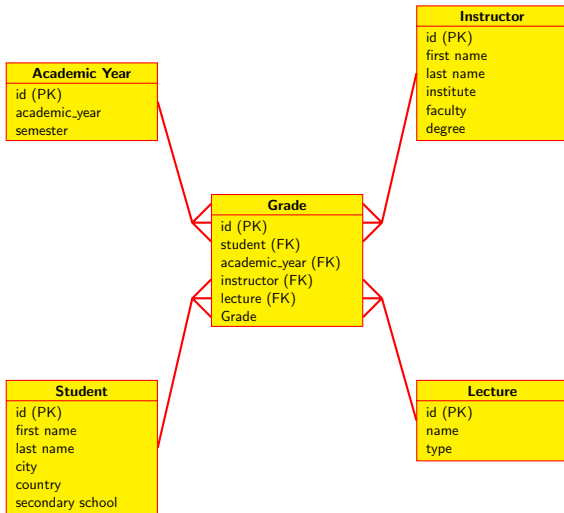 Academic Year
id (PK)
academic_year
semester
Instructor
id (PK)
first name
last name
institute
faculty
degree
Grade
id (PK)
student (FK)
academic_year (FK)
instructor (FK)
lecture (FK)
Grade
Student
id (PK)
first name
last name
city
country
secondary school
Lecture
id (PK)
name
type